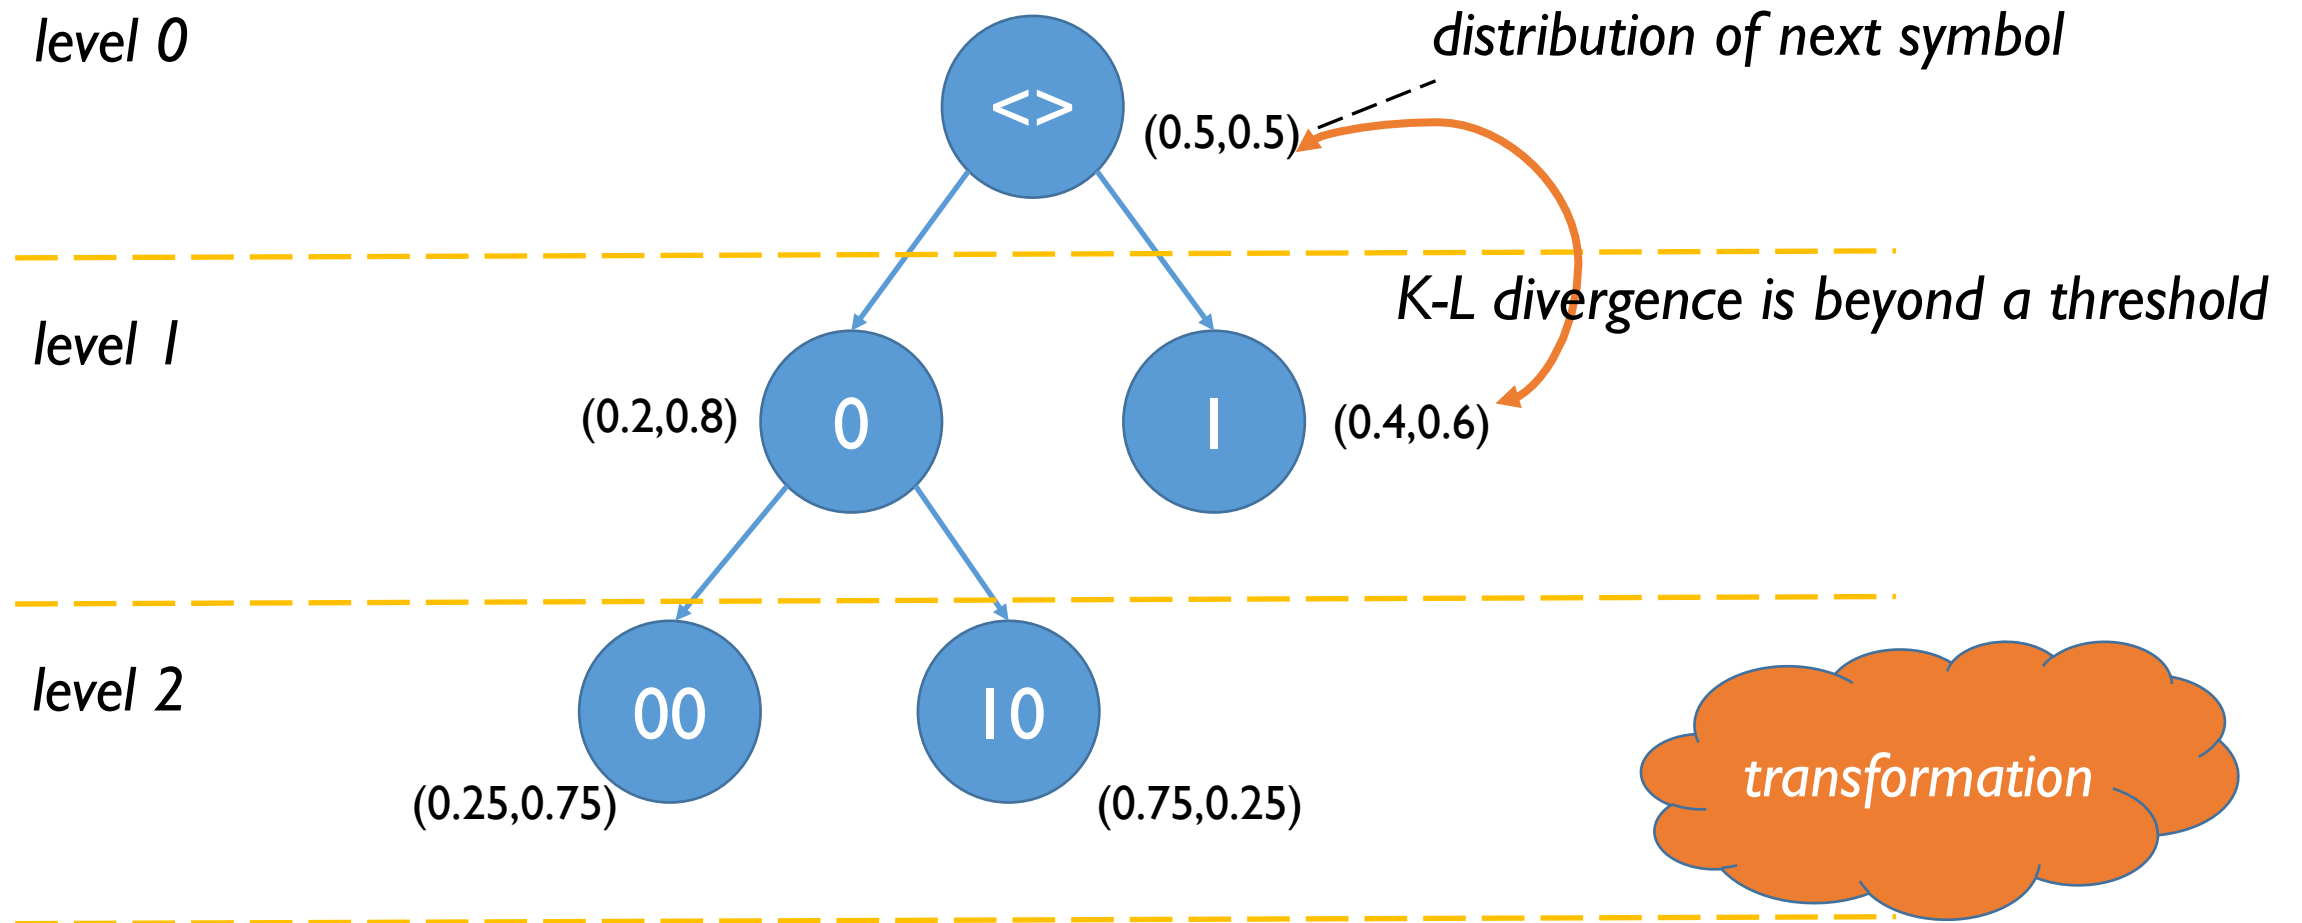 level 0
<>
distribution of next symbol
(0.5,0.5)
K-L divergence is beyond a threshold
level 1
(0.2,0.8)
0
1
(0.4,0.6)
level 2
00
10
(0.25,0.75)
(0.75,0.25)
transformation